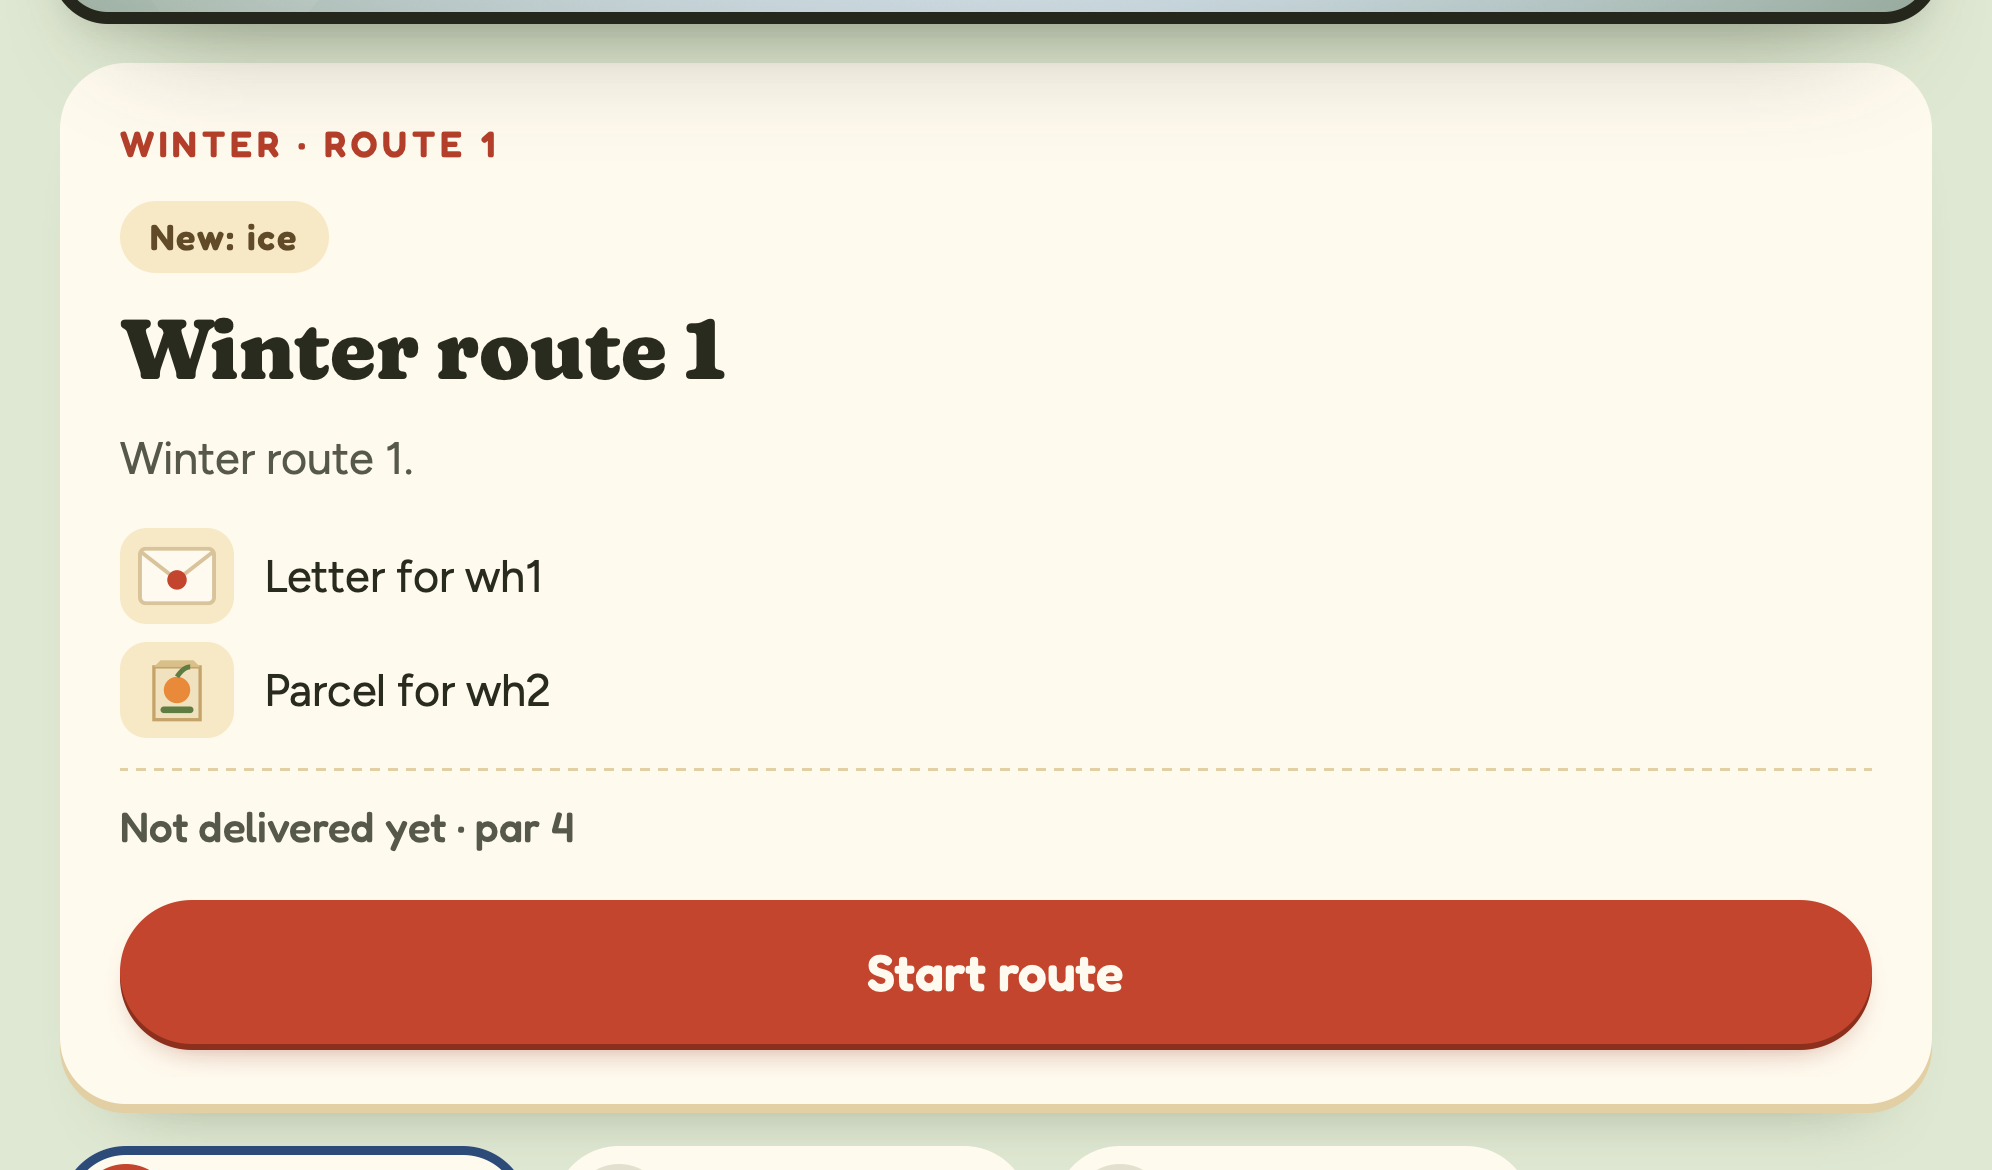 WINTER · ROUTE 1
New: ice
Winter route 1
Winter route 1.
Letter for wh1
Parcel for wh2
Not delivered yet · par 4
Start route